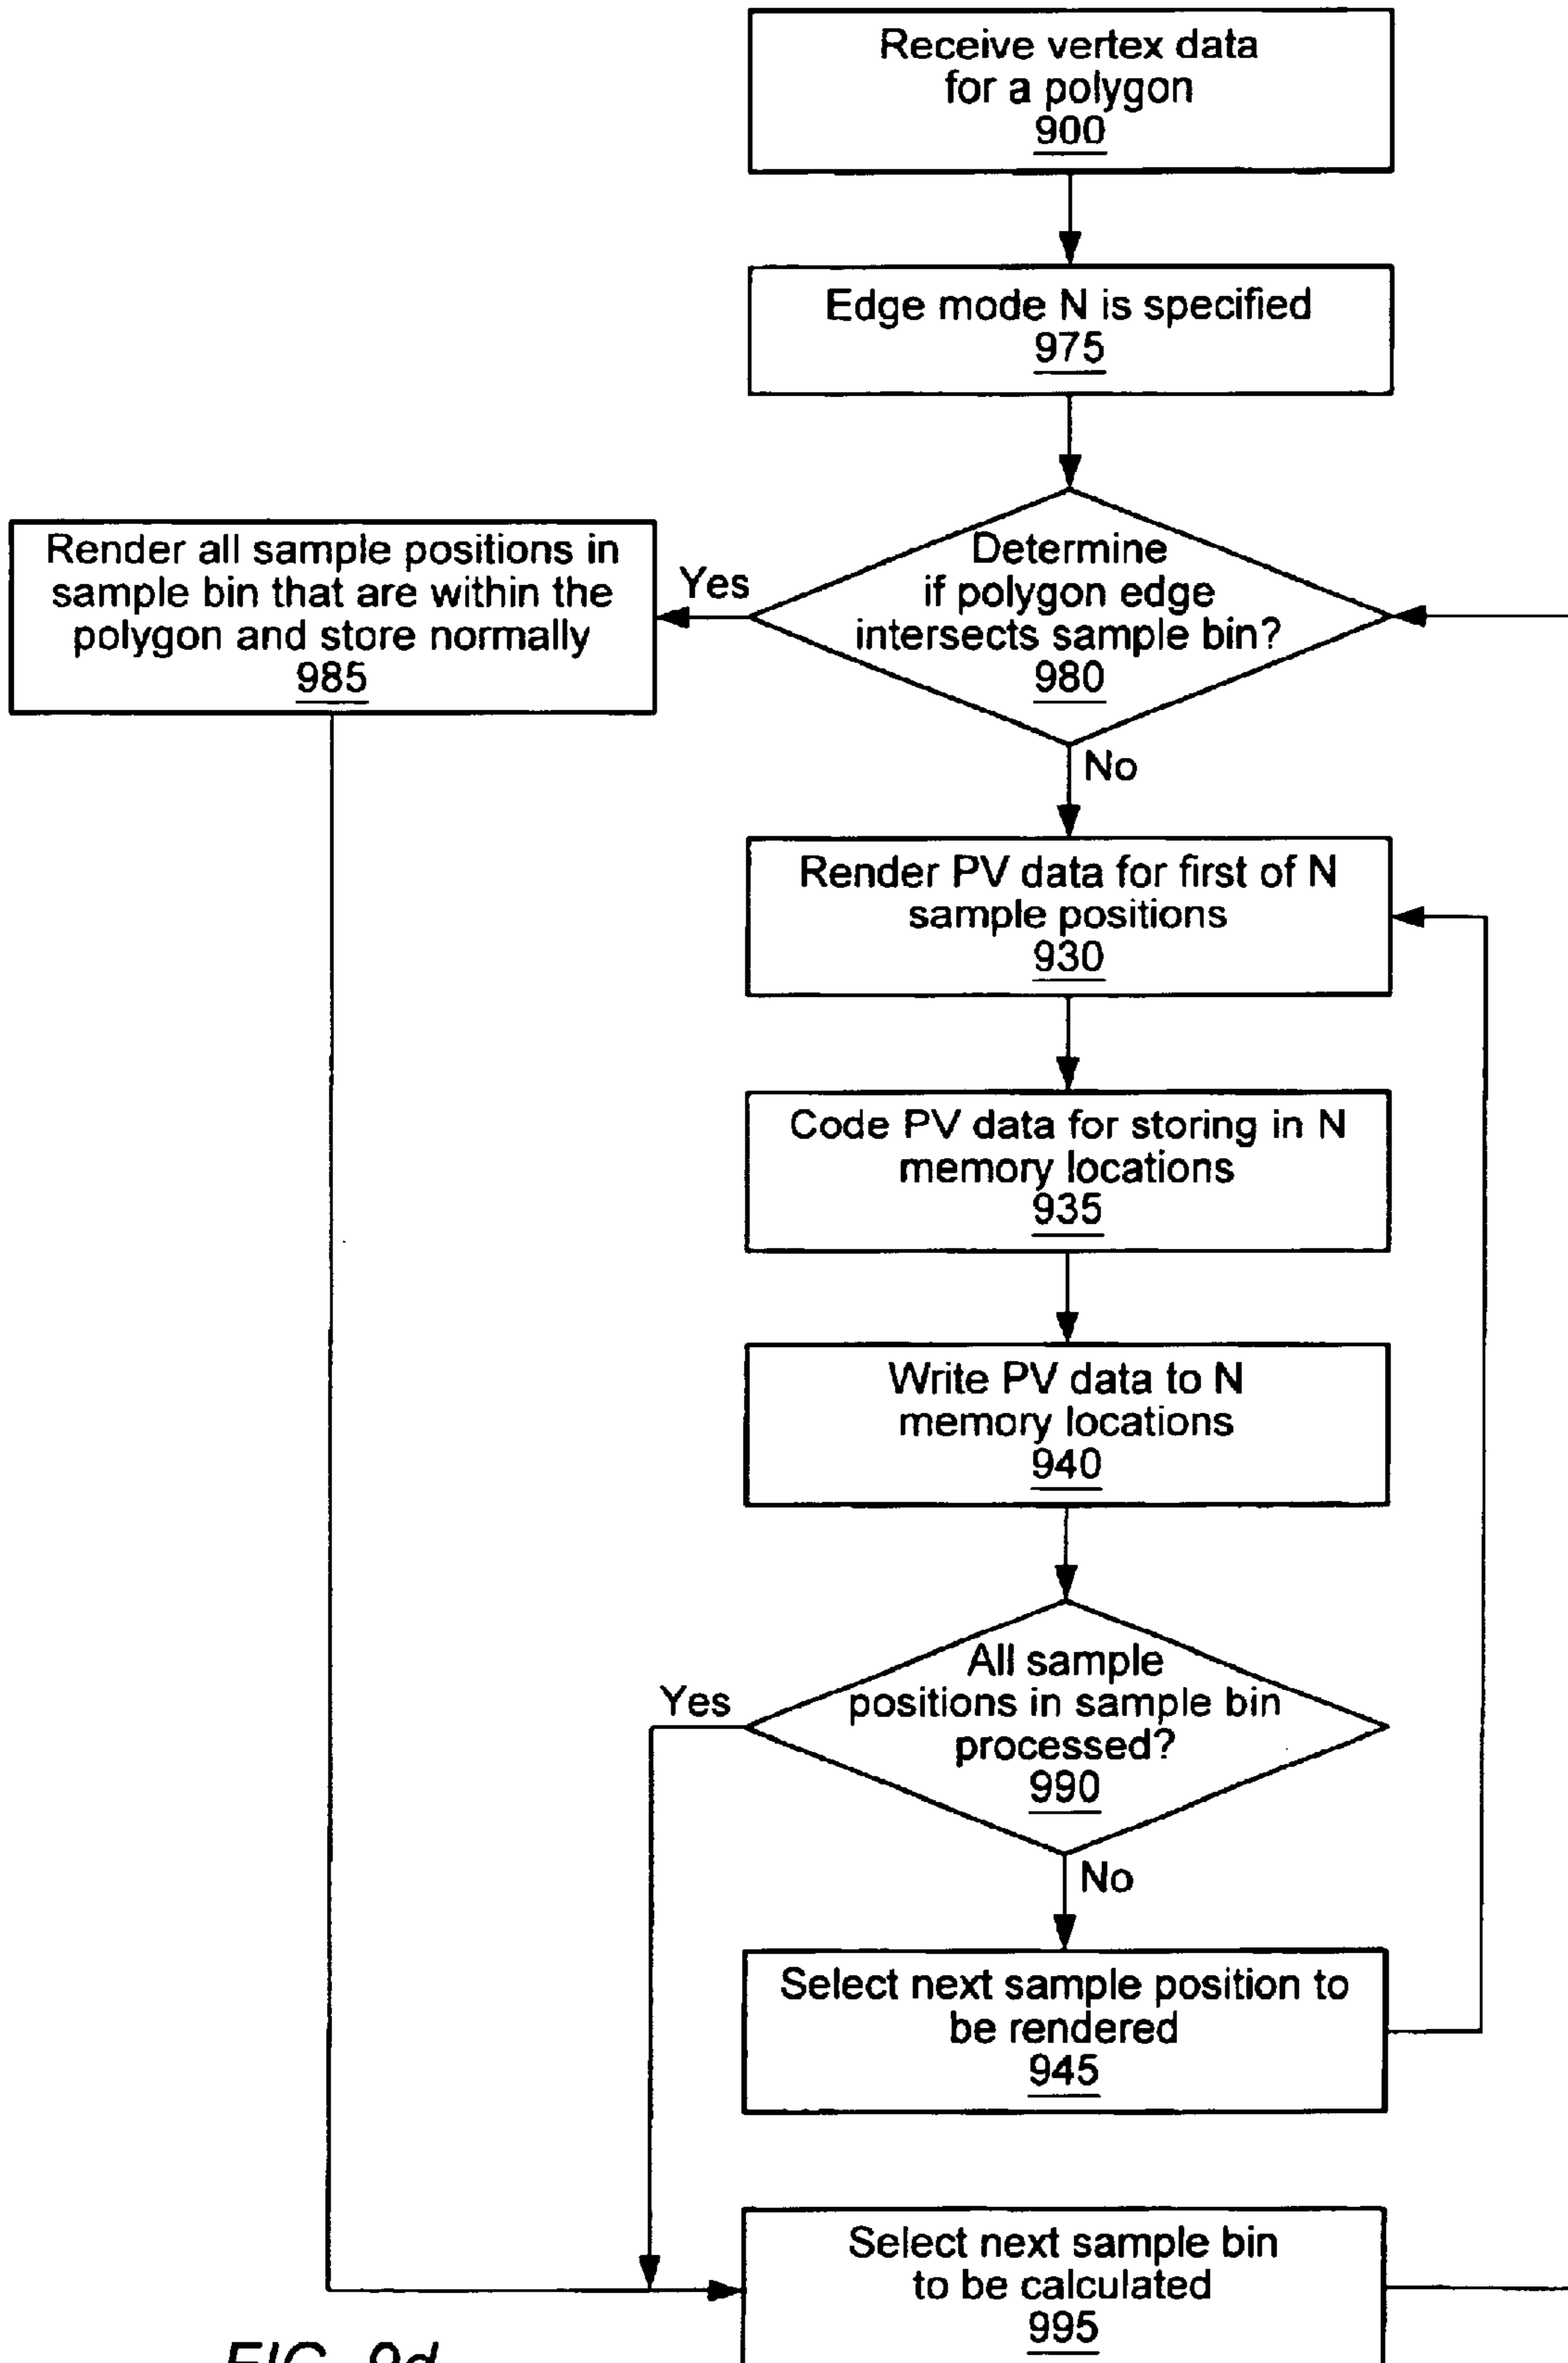 Receive vertex data
for a polygon
900
Edge mode N is specified
975
Determine
if polygon edge
intersects sample bin?
980
Yes
Render all sample positions in
sample bin that are within the
polygon and store normally
985
No
Render PV data for first of N
sample positions
930
Code PV data for storing in N
memory locations
935
Write PV data to N
memory locations
940
All sample
positions in sample bin
processed?
990
Yes
No
Select next sample position to
be rendered
945
Select next sample bin
to be calculated
995
FIG. 9d